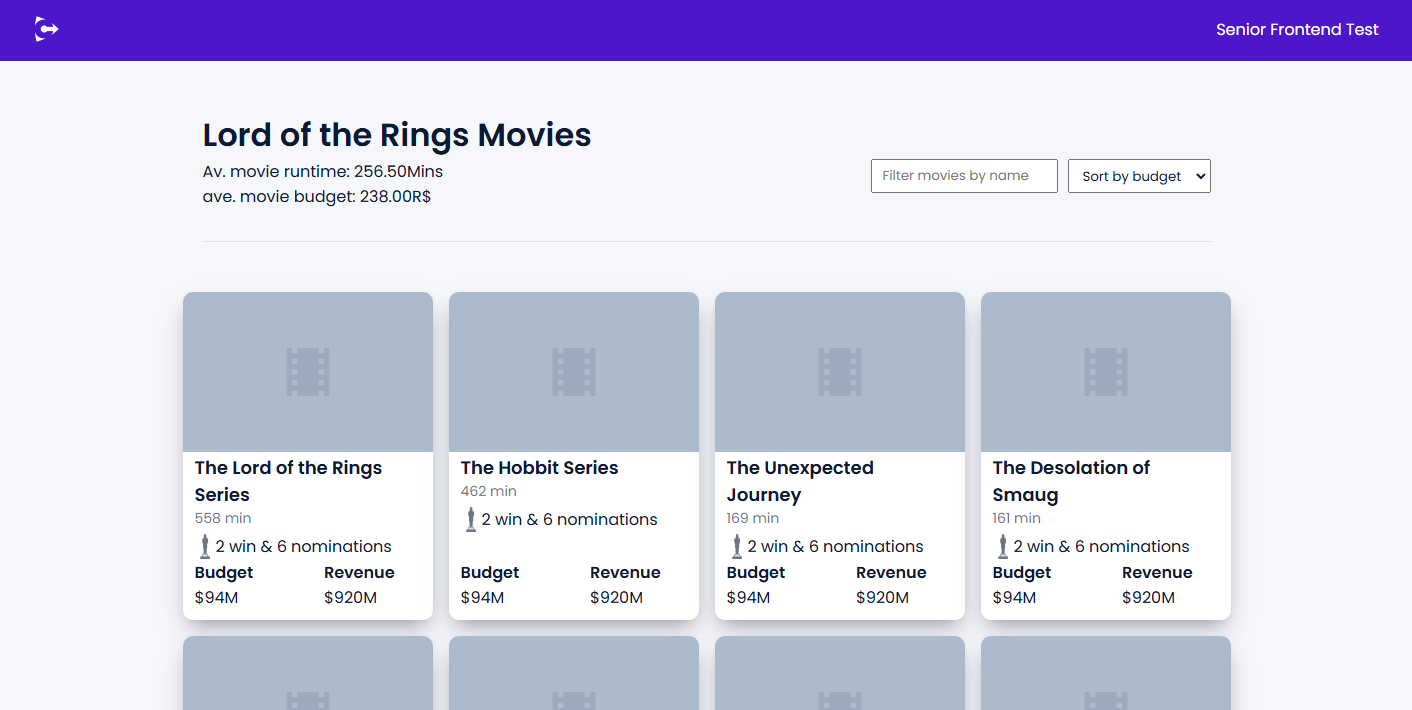 Senior Frontend Test
Lord of the Rings Movies
Av. movie runtime: 256.50Mins
ave. movie budget: 238.00R$
Filter movies by name
Sort by budget
The Lord of the Rings
Series
558 min
2 win & 6 nominations
Budget Revenue
$94M $920M
The Hobbit Series
462 min
2 win & 6 nominations
Budget Revenue
$94M $920M
The Unexpected
Journey
169 min
2 win & 6 nominations
Budget Revenue
$94M $920M
The Desolation of
Smaug
161 min
2 win & 6 nominations
Budget Revenue
$94M $920M